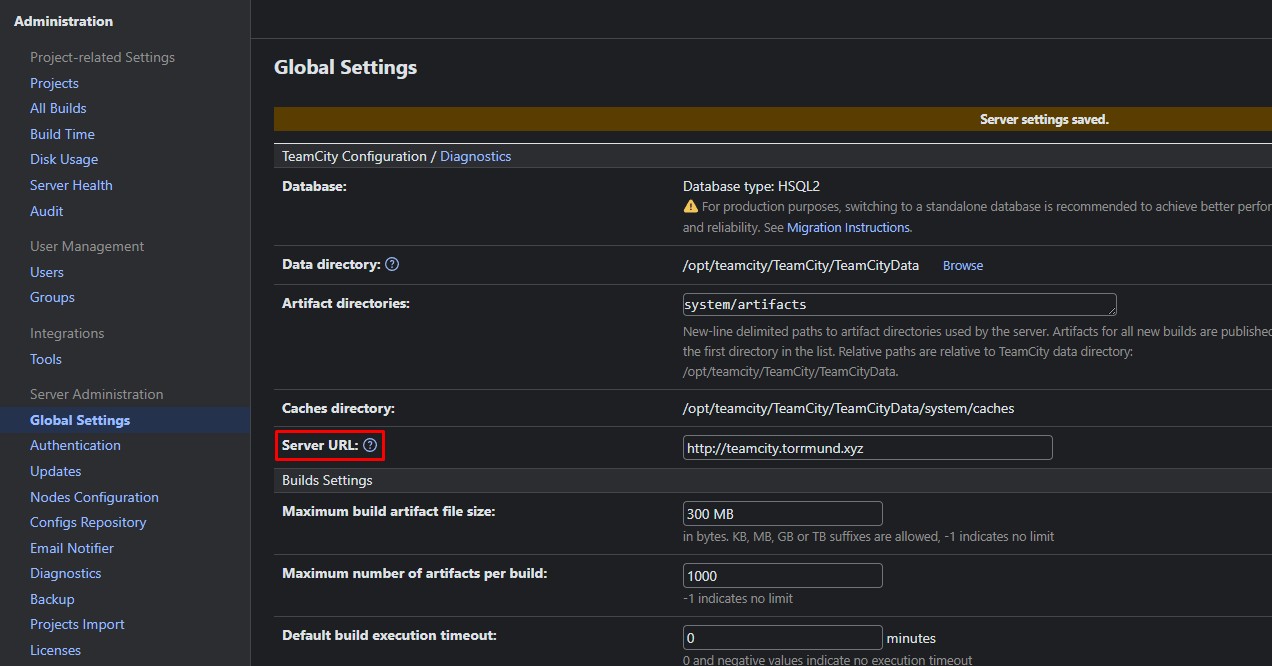 Administration
Project-related Settings
Projects
All Builds
Build Time
Disk Usage
Server Health
Audit
User Management
Users
Groups
Integrations
Tools
Server Administration
Global Settings
Authentication
Updates
Nodes Configuration
Configs Repository
Email Notifier
Diagnostics
Backup
Projects Import
Licenses
Global Settings
Server settings saved.
TeamCity Configuration / Diagnostics
Database:
Database type: HSQL2
For production purposes, switching to a standalone database is recommended to achieve better perfor
and reliability. See Migration Instructions.
Data directory: ?
/opt/teamcity/TeamCity/TeamCityData Browse
Artifact directories:
system/artifacts
New-line delimited paths to artifact directories used by the server. Artifacts for all new builds are published
the first directory in the list. Relative paths are relative to TeamCity data directory:
/opt/teamcity/TeamCity/TeamCityData.
Caches directory:
/opt/teamcity/TeamCity/TeamCityData/system/caches
Server URL: ?
http://teamcity.torrmund.xyz
Builds Settings
Maximum build artifact file size:
300 MB
in bytes. KB, MB, GB or TB suffixes are allowed, -1 indicates no limit
Maximum number of artifacts per build:
1000
-1 indicates no limit
Default build execution timeout:
0 minutes
0 and negative values indicate no execution timeout